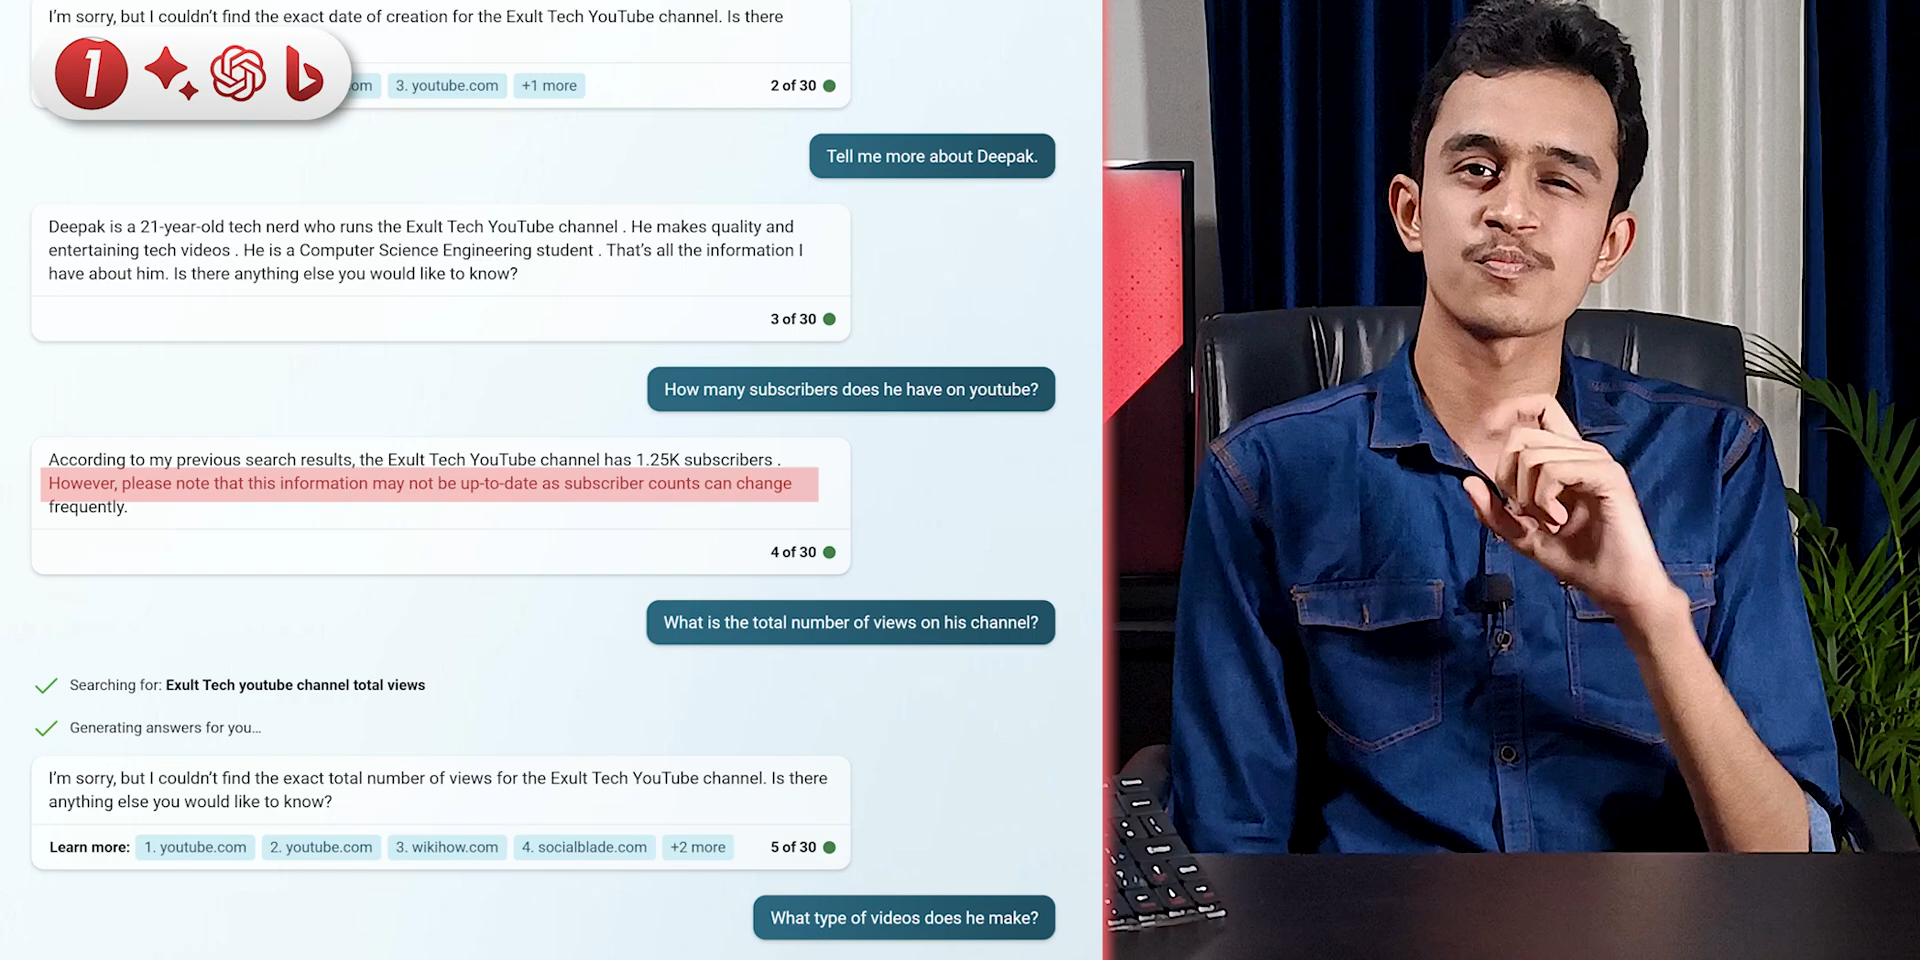 I'm sorry, but I couldn't find the exact date of creation for the Exult Tech YouTube channel. Is there
1
om
3. youtube.com
+1 more
2 of 30
Tell me more about Deepak.
Deepak is a 21-year-old tech nerd who runs the Exult Tech YouTube channel . He makes quality and
entertaining tech videos . He is a Computer Science Engineering student . That's all the information I
have about him. Is there anything else you would like to know?
3 of 30
How many subscribers does he have on youtube?
According to my previous search results, the Exult Tech YouTube channel has 1.25K subscribers .
However, please note that this information may not be up-to-date as subscriber counts can change
frequently.
4 of 30
What is the total number of views on his channel?
Searching for: Exult Tech youtube channel total views
Generating answers for you...
I'm sorry, but I couldn't find the exact total number of views for the Exult Tech YouTube channel. Is there
anything else you would like to know?
Learn more: 1. youtube.com 2. youtube.com 3. wikihow.com 4. socialblade.com +2 more 5 of 30
What type of videos does he make?